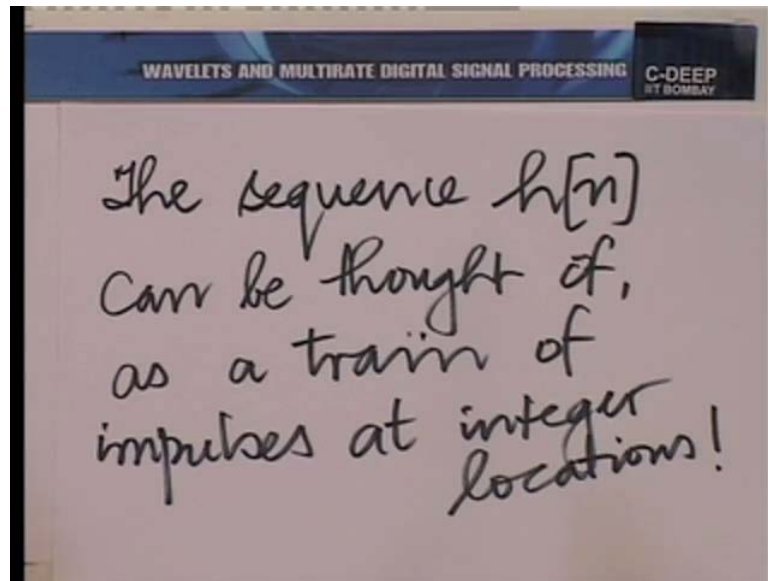 WAVELETS AND MULTIRATE DIGITAL SIGNAL PROCESSING
C-DEEP
IIT BOMBAY
The sequence h[n]
can be thought of,
as a train of
impulses at integer
locations!